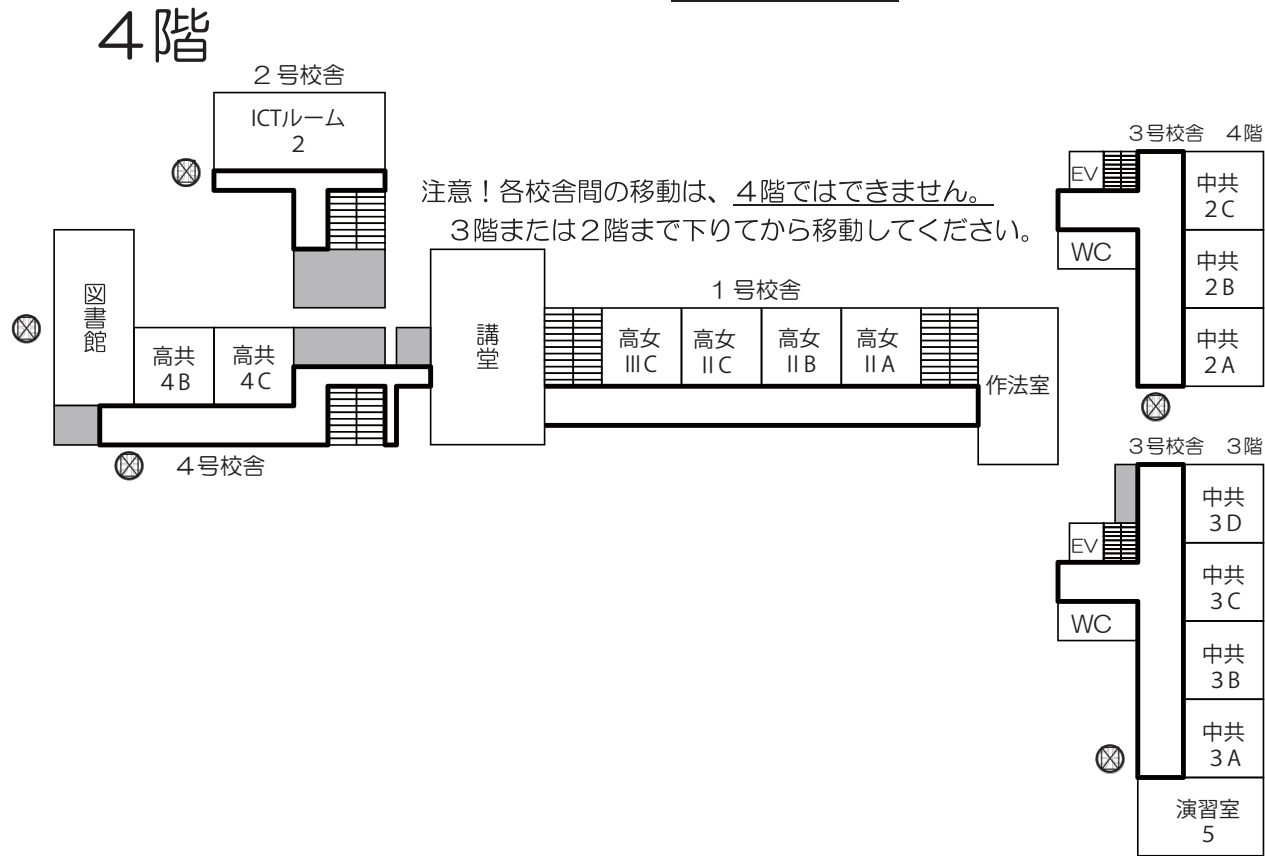 4階
2号校舎
ICTルーム
2
注意！各校舎間の移動は、4階ではできません。
3階または2階まで下りてから移動してください。
図書館
高共
4B
高共
4C
4号校舎
講堂
1号校舎
高女
ⅢC
高女
ⅡC
高女
ⅡB
高女
ⅡA
作法室
3号校舎 4階
EV
WC
中共
2C
中共
2B
中共
2A
3号校舎 3階
EV
WC
中共
3D
中共
3C
中共
3B
中共
3A
演習室
5